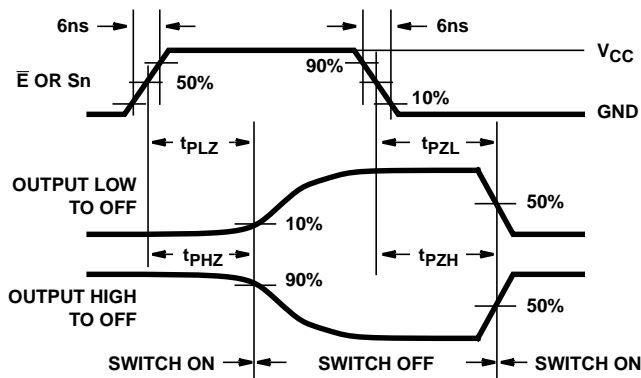 6ns
6ns
90%
VCC
E̅ OR Sn
50%
10%
GND
tPLZ
tPZL
OUTPUT LOW
TO OFF
10%
50%
tPHZ
tPZH
OUTPUT HIGH
TO OFF
90%
50%
SWITCH ON
SWITCH OFF
SWITCH ON